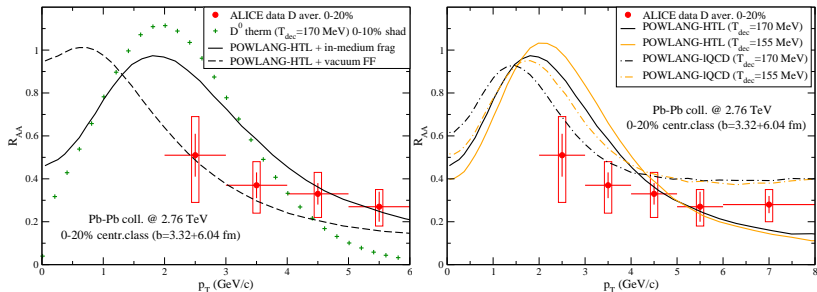 ALICE data D aver. 0-20%
D⁰ therm (T_dec=170 MeV) 0-10% shad
POWLANG-HTL + in-medium frag
POWLANG-HTL + vacuum FF
Pb-Pb coll. @ 2.76 TeV
0-20% centr.class (b=3.32+6.04 fm)
R_AA
0 0.2 0.4 0.6 0.8 1
0 1 2 3 4 5 6
p_T (GeV/c)
ALICE data D aver. 0-20%
POWLANG-HTL (T_dec=170 MeV)
POWLANG-HTL (T_dec=155 MeV)
POWLANG-lQCD (T_dec=170 MeV)
POWLANG-lQCD (T_dec=155 MeV)
Pb-Pb coll. @ 2.76 TeV
0-20% centr.class (b=3.32+6.04 fm)
R_AA
0 0.2 0.4 0.6 0.8 1
0 1 2 3 4 5 6 7 8
p_T (GeV/c)